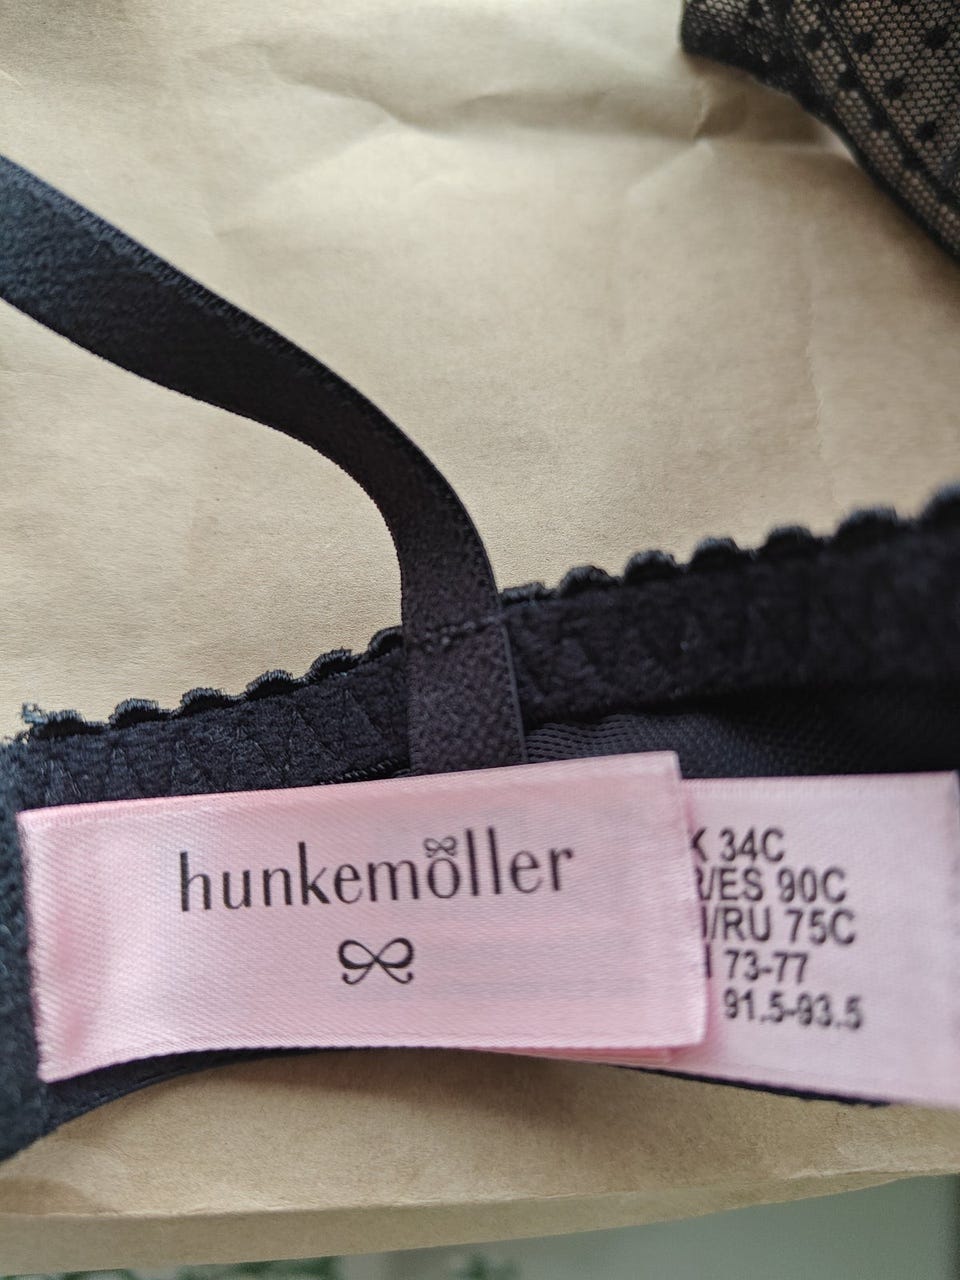 hunkemöller
K 34C
R/ES 90C
/RU 75C
73-77
91.5-93.5